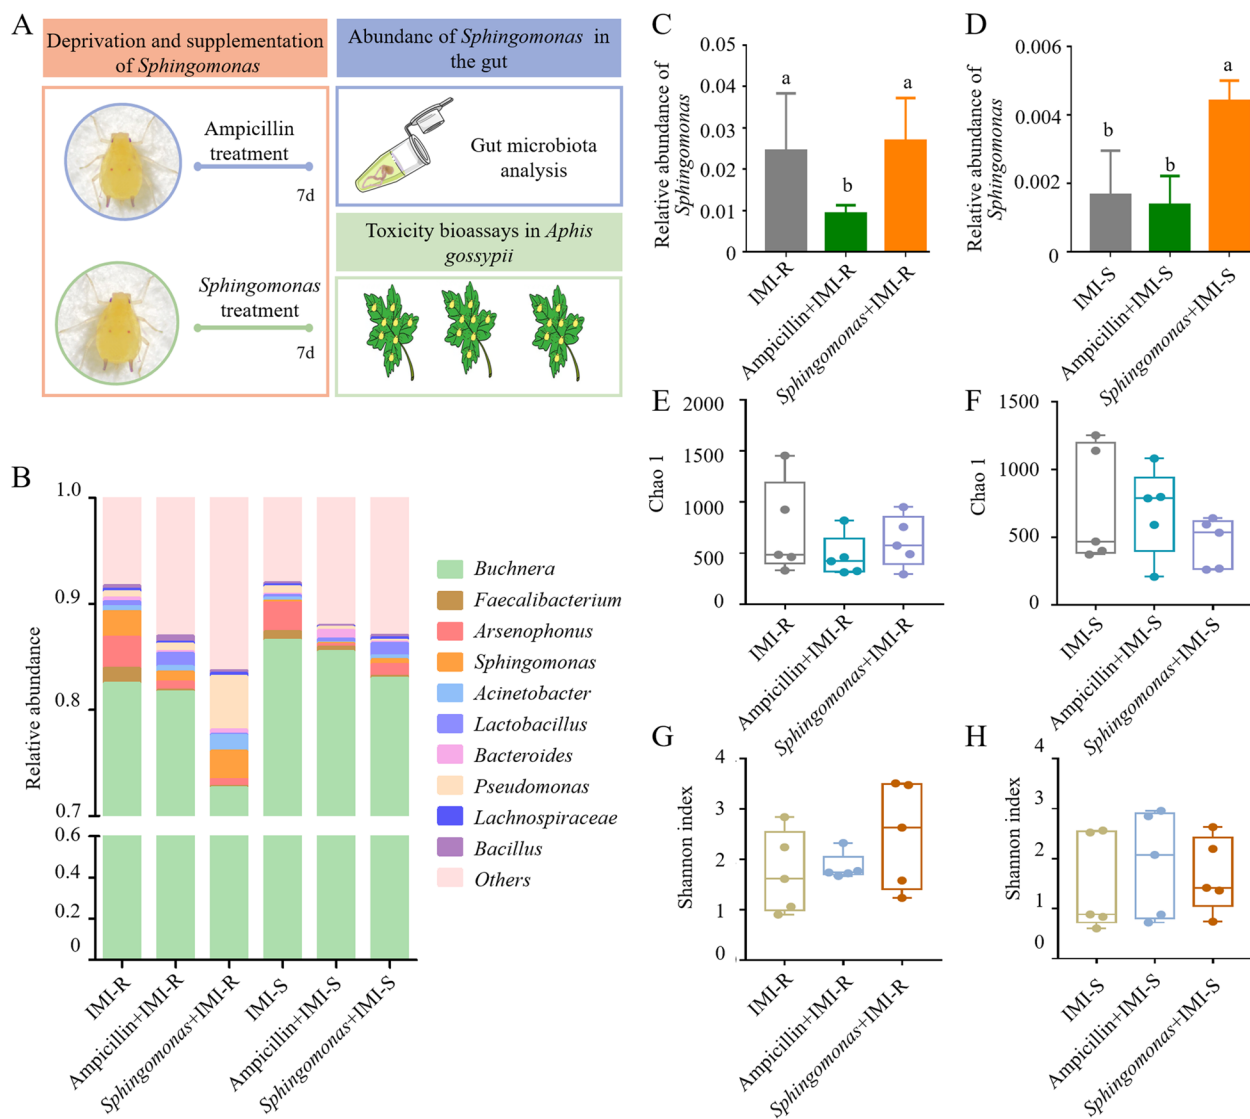 A
Deprivation and supplementation
of Sphingomonas
Abundanc of Sphingomonas in
the gut
Ampicillin
treatment
7d
Gut microbiota
analysis
Toxicity bioassays in Aphis
gossypii
Sphingomonas
treatment
7d
B
Relative abundance
1.0
0.9
0.8
0.7
0.6
0.4
0.2
0
IMI-R
Ampicillin+IMI-R
Sphingomonas+IMI-R
IMI-S
Ampicillin+IMI-S
Sphingomonas+IMI-S
Buchnera
Faecalibacterium
Arsenophonus
Sphingomonas
Acinetobacter
Lactobacillus
Bacteroides
Pseudomonas
Lachnospiraceae
Bacillus
Others
C
Relative abundance of
Sphingomonas
0.05
0.04
0.03
0.02
0.01
0
a
b
a
IMI-R
Ampicillin+IMI-R
Sphingomonas+IMI-R
D
Relative abundance of
Sphingomonas
0.006
0.004
0.002
0
b
b
a
IMI-S
Ampicillin+IMI-S
Sphingomonas+IMI-S
E
Chao 1
2000
1500
1000
500
0
IMI-R
Ampicillin+IMI-R
Sphingomonas+IMI-R
F
Chao 1
1500
1000
500
0
IMI-S
Ampicillin+IMI-S
Sphingomonas+IMI-S
G
Shannon index
4
3
2
1
0
IMI-R
Ampicillin+IMI-R
Sphingomonas+IMI-R
H
Shannon index
4
3
2
1
0
IMI-S
Ampicillin+IMI-S
Sphingomonas+IMI-S